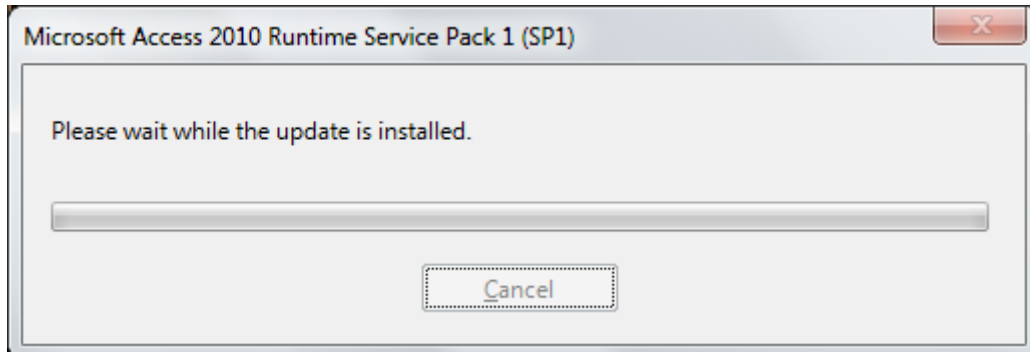 Microsoft Access 2010 Runtime Service Pack 1 (SP1)
Please wait while the update is installed.
Cancel